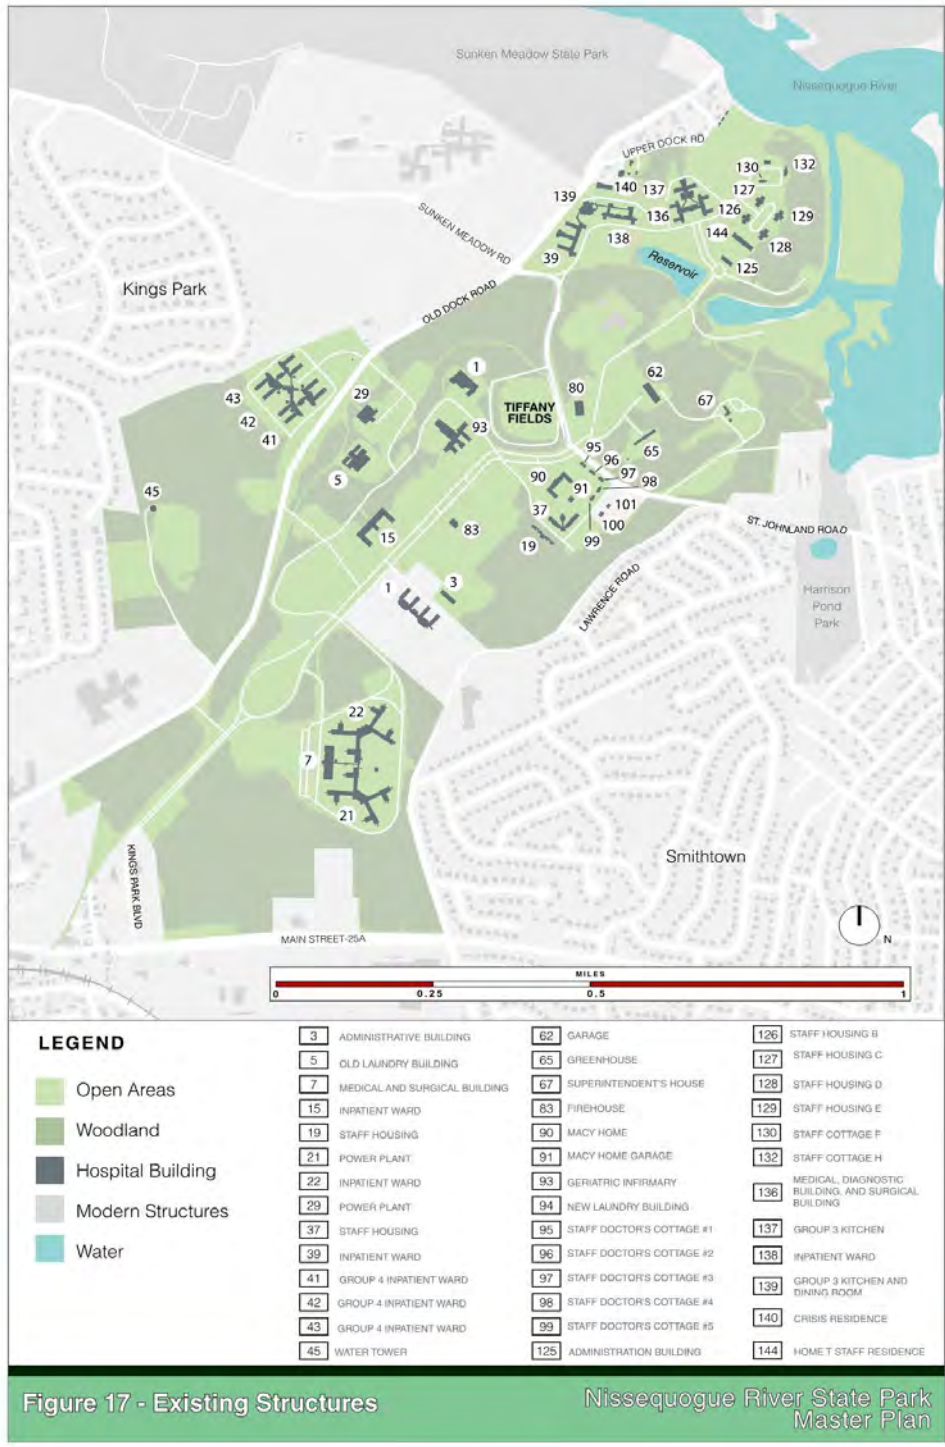 Sunken Meadow State Park
Nissequogue River
UPPER DOCK RD
130
132
139
140
137
127
136
126
129
SUNKEN MEADOW RD
144
128
39
138
125
Reservoir
Kings Park
OLD DOCK ROAD
1
62
29
80
67
43
TIFFANY
FIELDS
42
93
41
95
65
96
5
90
97
45
91
98
37
101
15
83
100
ST. JOHNLAND ROAD
19
99
1
3
LAWRENCE ROAD
Harrison
Pond
Park
22
7
21
Smithtown
KINGS PARK BLVD
N
MAIN STREET-25A
MILES
0
0.25
0.5
1
LEGEND
Open Areas
Woodland
Hospital Building
Modern Structures
Water
3 ADMINISTRATIVE BUILDING
5 OLD LAUNDRY BUILDING
7 MEDICAL AND SURGICAL BUILDING
15 INPATIENT WARD
19 STAFF HOUSING
21 POWER PLANT
22 INPATIENT WARD
29 POWER PLANT
37 STAFF HOUSING
39 INPATIENT WARD
41 GROUP 4 INPATIENT WARD
42 GROUP 4 INPATIENT WARD
43 GROUP 4 INPATIENT WARD
45 WATER TOWER
62 GARAGE
65 GREENHOUSE
67 SUPERINTENDENT'S HOUSE
83 FIREHOUSE
90 MACY HOME
91 MACY HOME GARAGE
93 GERIATRIC INFIRMARY
94 NEW LAUNDRY BUILDING
95 STAFF DOCTOR'S COTTAGE #1
96 STAFF DOCTOR'S COTTAGE #2
97 STAFF DOCTOR'S COTTAGE #3
98 STAFF DOCTOR'S COTTAGE #4
99 STAFF DOCTOR'S COTTAGE #5
125 ADMINISTRATION BUILDING
126 STAFF HOUSING B
127 STAFF HOUSING C
128 STAFF HOUSING D
129 STAFF HOUSING E
130 STAFF COTTAGE F
132 STAFF COTTAGE H
136 MEDICAL, DIAGNOSTIC
BUILDING, AND SURGICAL
BUILDING
137 GROUP 3 KITCHEN
138 INPATIENT WARD
139 GROUP 3 KITCHEN AND
DINING ROOM
140 CRISIS RESIDENCE
144 HOME T STAFF RESIDENCE
Figure 17 - Existing Structures
Nissequogue River State Park
Master Plan